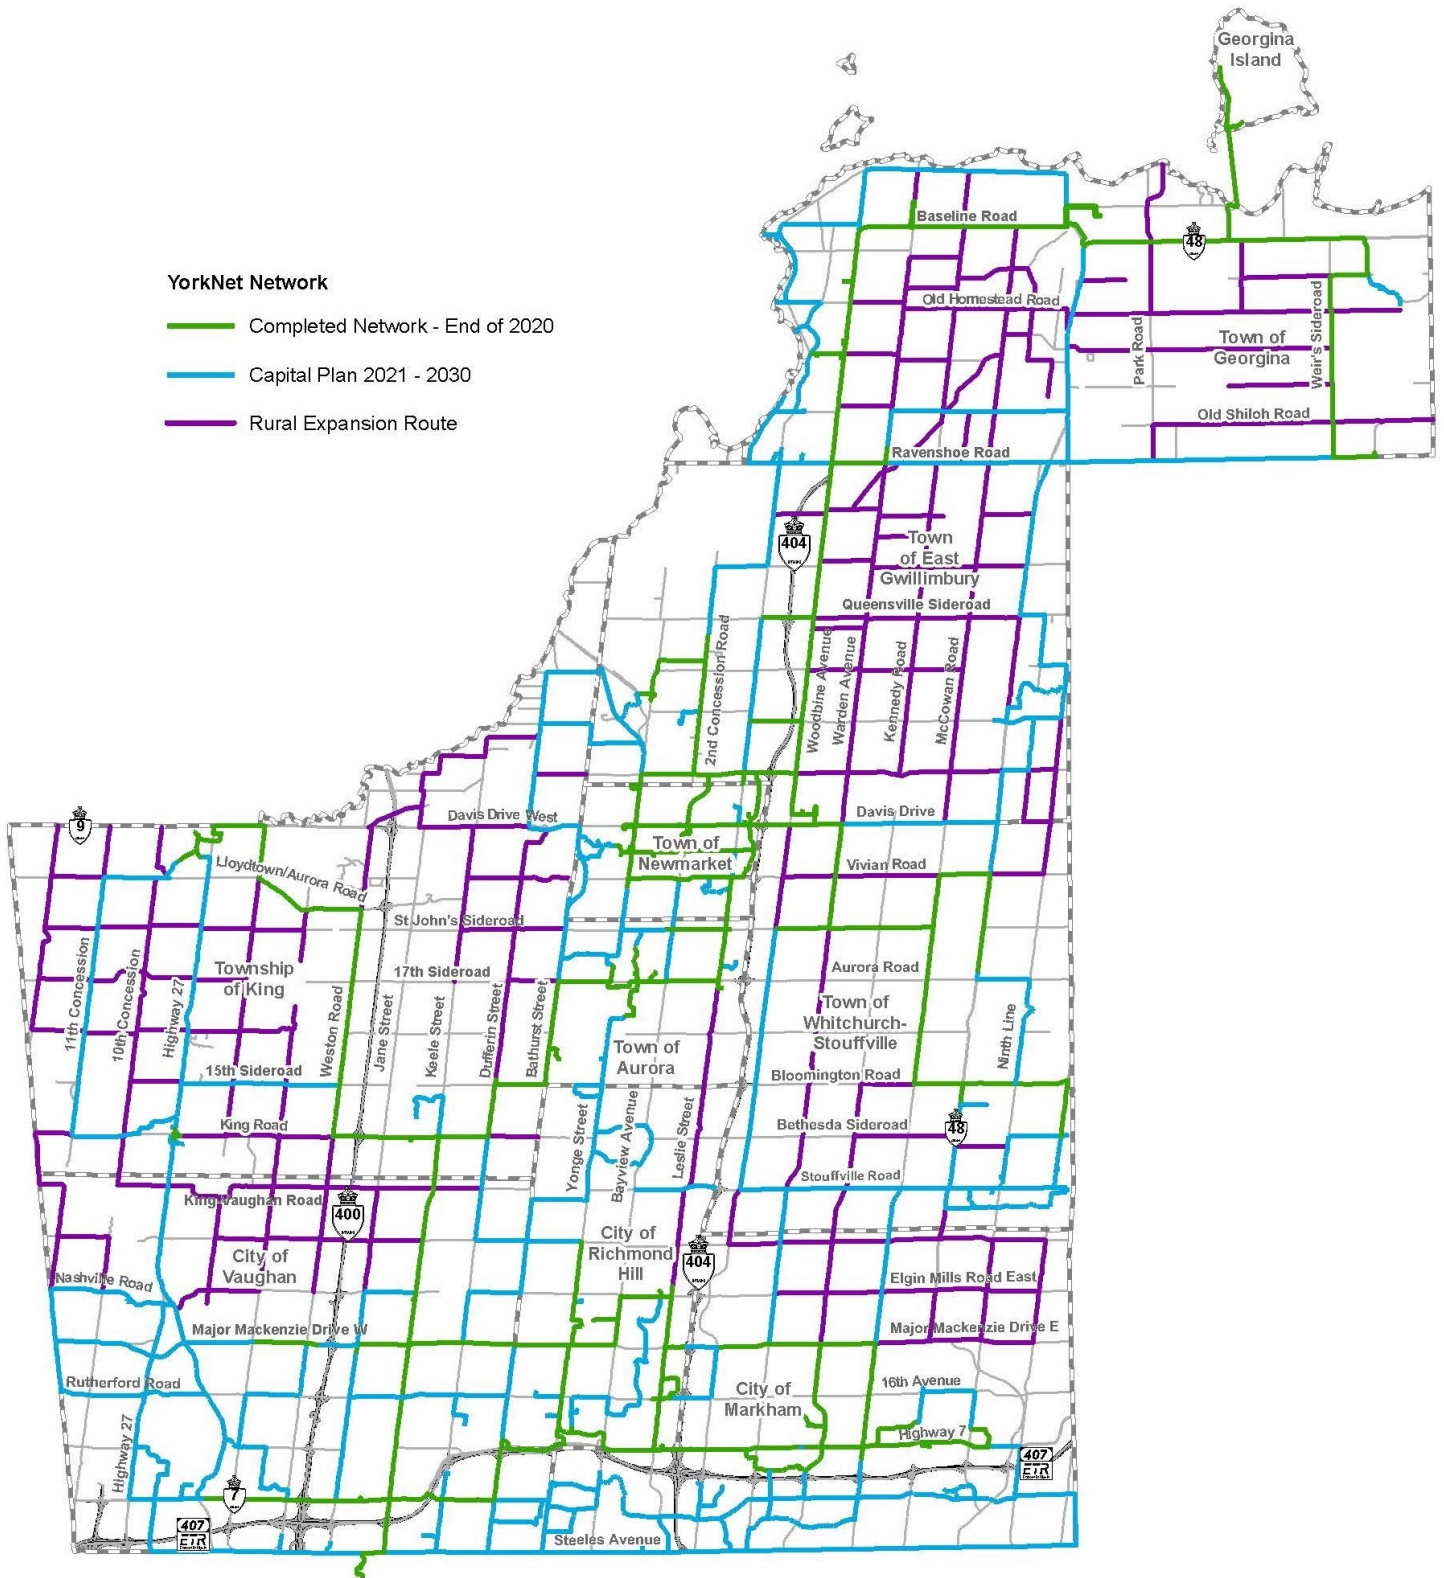 Georgina
Island
Baseline Road
48
YorkNet Network
Completed Network - End of 2020
Capital Plan 2021 - 2030
Rural Expansion Route
Old Homestead Road
Park Road
Town of
Georgina
Weir's Sideroad
Old Shiloh Road
Ravenshoe Road
404
Town
of East
Gwillimbury
Queensville Sideroad
2nd Concession Road
Woodbine Avenue
Warden Avenue
Kennedy Road
McCowan Road
9
Davis Drive West
Davis Drive
Town of
Newmarket
Vivian Road
Lloydtown/Aurora Road
St John's Sideroad
11th Concession
10th Concession
Highway 27
Township
of King
17th Sideroad
Aurora Road
Weston Road
Jane Street
Keele Street
Dufferin Street
Bathurst Street
Town of
Whitchurch-
Stouffville
Ninth Line
Town of
Aurora
15th Sideroad
Bloomington Road
King Road
Yonge Street
Bayview Avenue
Leslie Street
Bethesda Sideroad
48
Stouffville Road
King-Vaughan Road
400
City of
Vaughan
City of
Richmond
Hill
404
Nashville Road
Elgin Mills Road East
Major Mackenzie Drive W
Major Mackenzie Drive E
Rutherford Road
City of
Markham
16th Avenue
Highway 27
Highway 7
407
ETR
7
407
ETR
Steeles Avenue